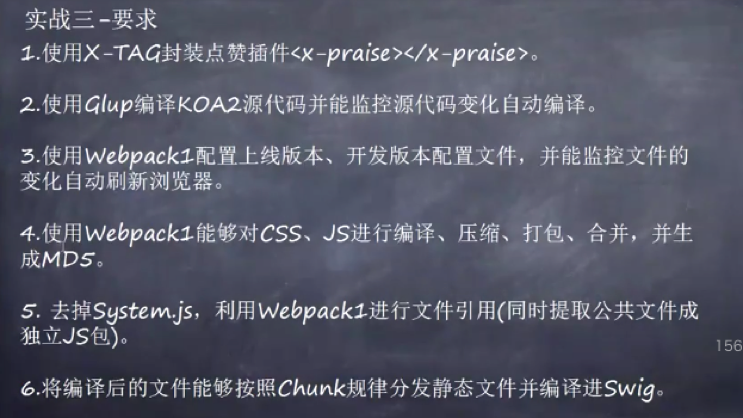 实战三-要求
1.使用X-TAG封装点赞插件<x-praise></x-praise>。
2.使用Glup编译KOA2源代码并能监控源代码变化自动编译。
3.使用Webpack1配置上线版本、开发版本配置文件，并能监控文件的
变化自动刷新浏览器。
4.使用Webpack1能够对CSS、JS进行编译、压缩、打包、合并，并生
成MD5。
5. 去掉System.js，利用Webpack1进行文件引用(同时提取公共文件成
独立JS包)。
156
6.将编译后的文件能够按照Chunk规律分发静态文件并编译进Swig。